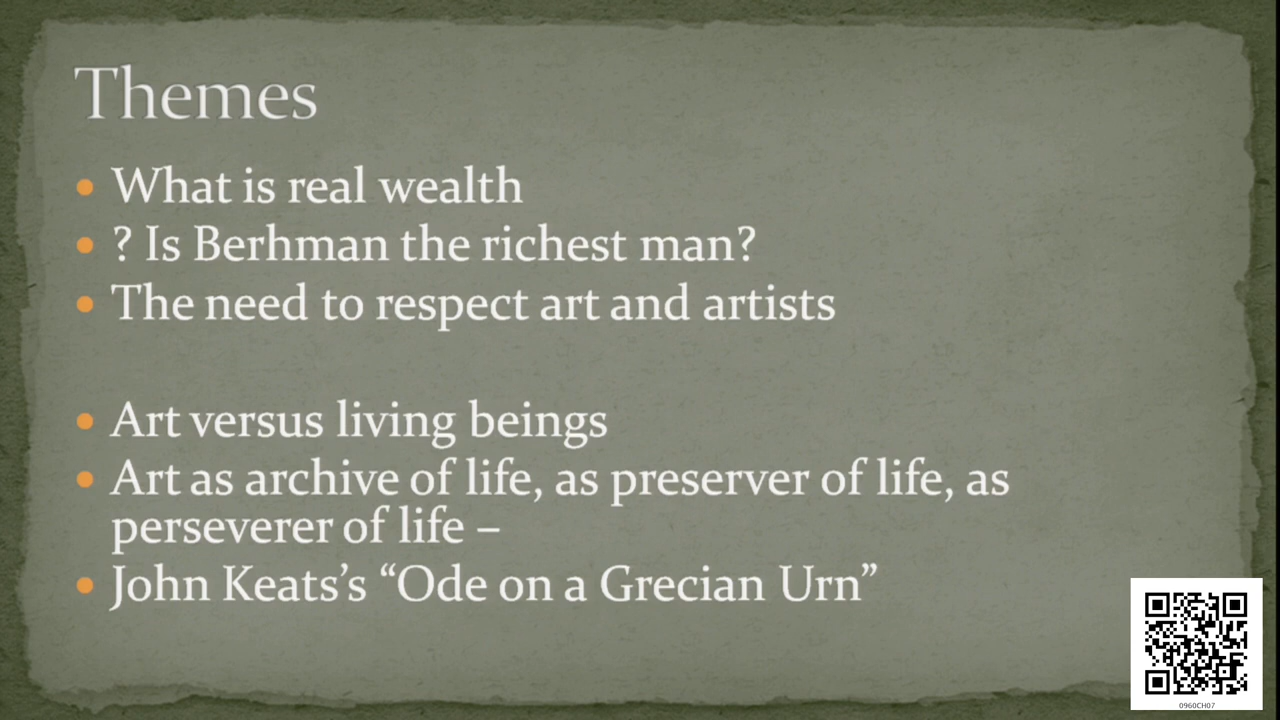 Themes
What is real wealth
? Is Berhman the richest man?
The need to respect art and artists
Art versus living beings
Art as archive of life, as preserver of life, as
perseverer of life –
John Keats’s “Ode on a Grecian Urn”
0960CH07